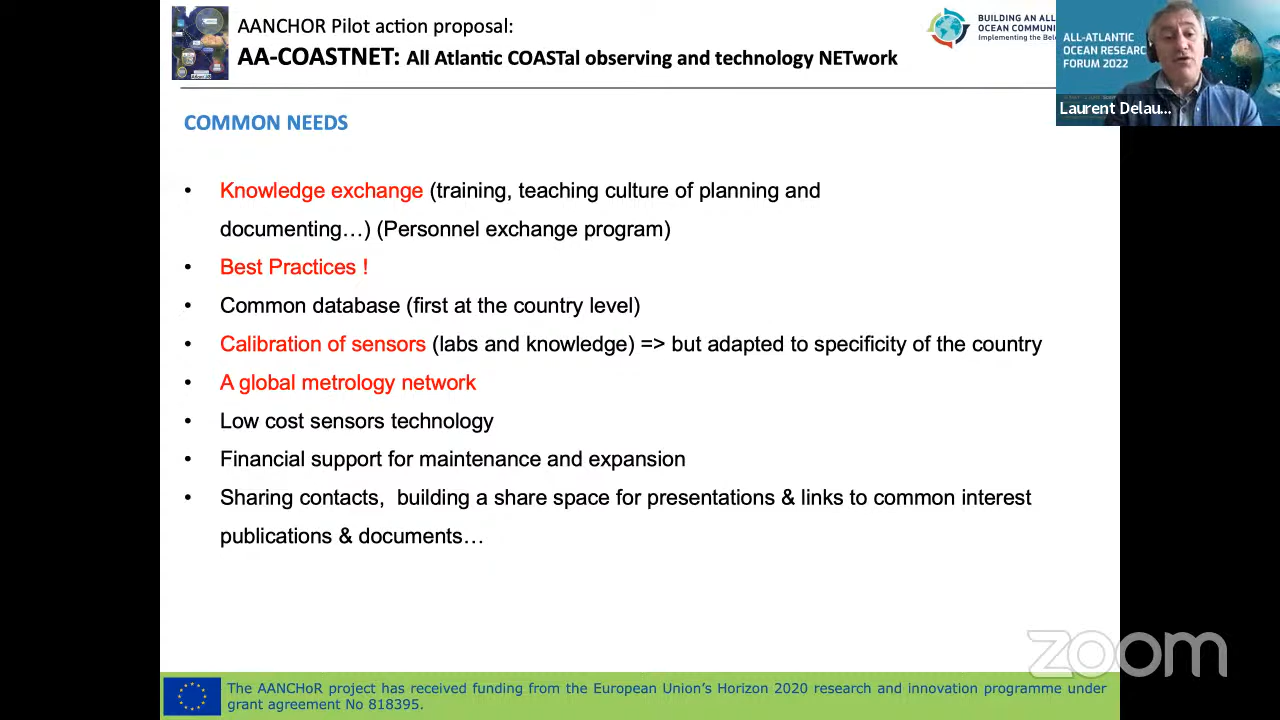 AANCHOR Pilot action proposal:
AA-COASTNET: All Atlantic COASTal observing and technology NETwork
BUILDING AN ALL
OCEAN COMMUNI
Implementing the Bel
ALL-ATLANTIC
OCEAN RESEARC
FORUM 2022
Laurent Delau...
COMMON NEEDS
• Knowledge exchange (training, teaching culture of planning and
documenting…) (Personnel exchange program)
• Best Practices !
• Common database (first at the country level)
• Calibration of sensors (labs and knowledge) => but adapted to specificity of the country
• A global metrology network
• Low cost sensors technology
• Financial support for maintenance and expansion
• Sharing contacts, building a share space for presentations & links to common interest
publications & documents…
zoom
The AANCHoR project has received funding from the European Union's Horizon 2020 research and innovation programme under
grant agreement No 818395.